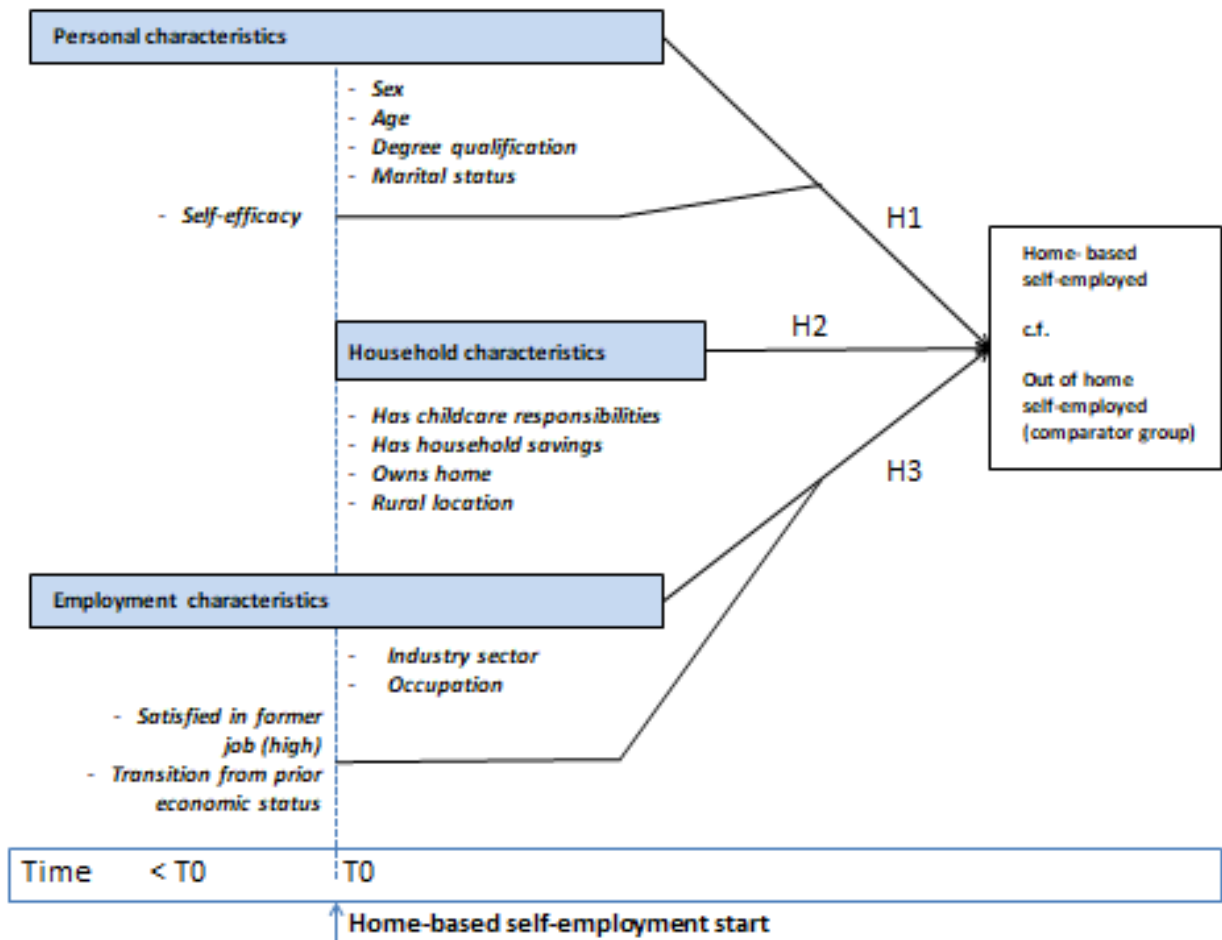 Personal characteristics
- Sex
- Age
- Degree qualification
- Marital status
- Self-efficacy
H1
Home- based
self-employed
c.f.
Out of home
self-employed
(comparator group)
H2
Household characteristics
- Has childcare responsibilities
- Has household savings
- Owns home
- Rural location
H3
Employment characteristics
- Industry sector
- Occupation
- Satisfied in former
job (high)
- Transition from prior
economic status
Time < T0 T0
Home-based self-employment start